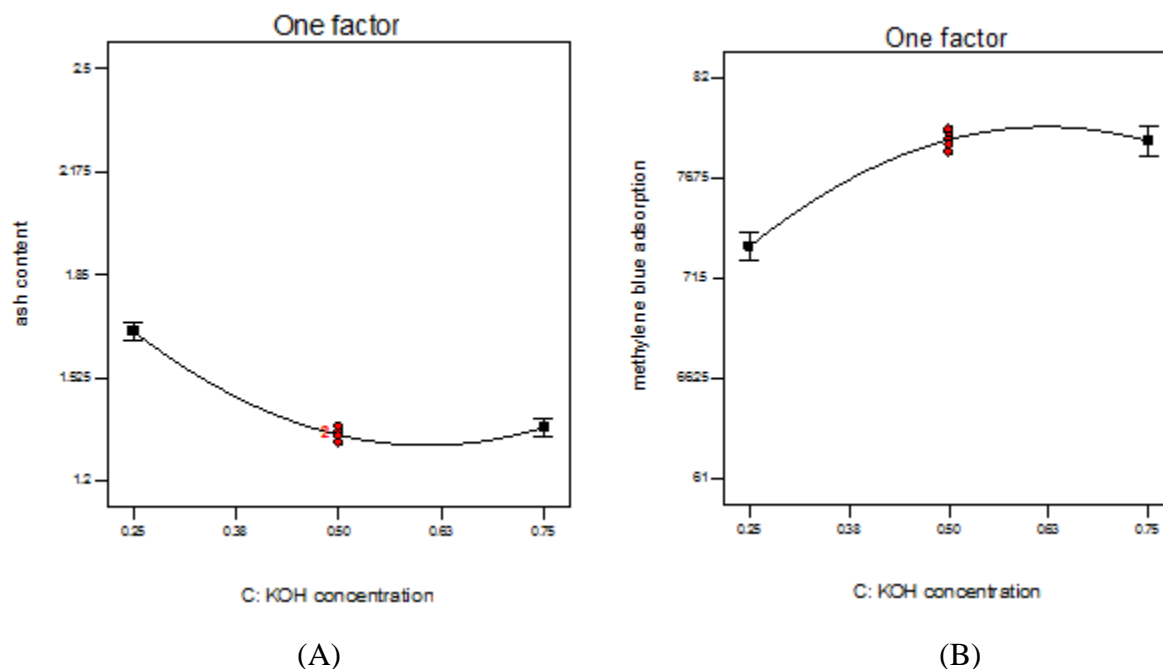 One factor
2.5
2.175
1.85
1.525
1.2
ash content
2
0.25
0.38
0.50
0.63
0.75
C: KOH concentration
(A)
One factor
82
76.75
71.5
66.25
61
methylene blue adsorption
0.25
0.38
0.50
0.63
0.75
C: KOH concentration
(B)